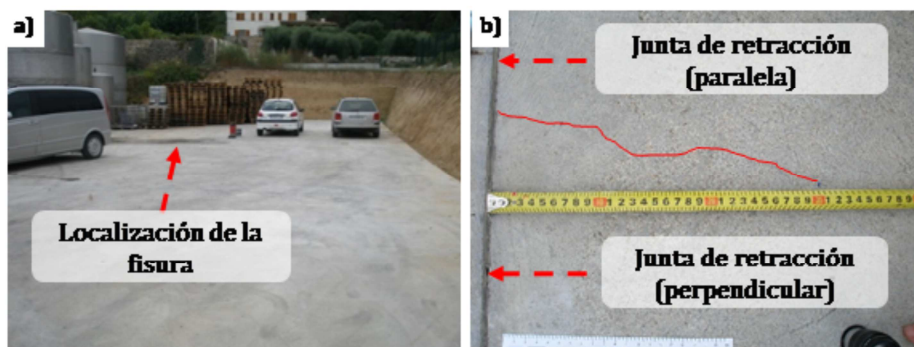 a)
Localización de la
fisura
b)
Junta de retracción
(paralela)
Junta de retracción
(perpendicular)